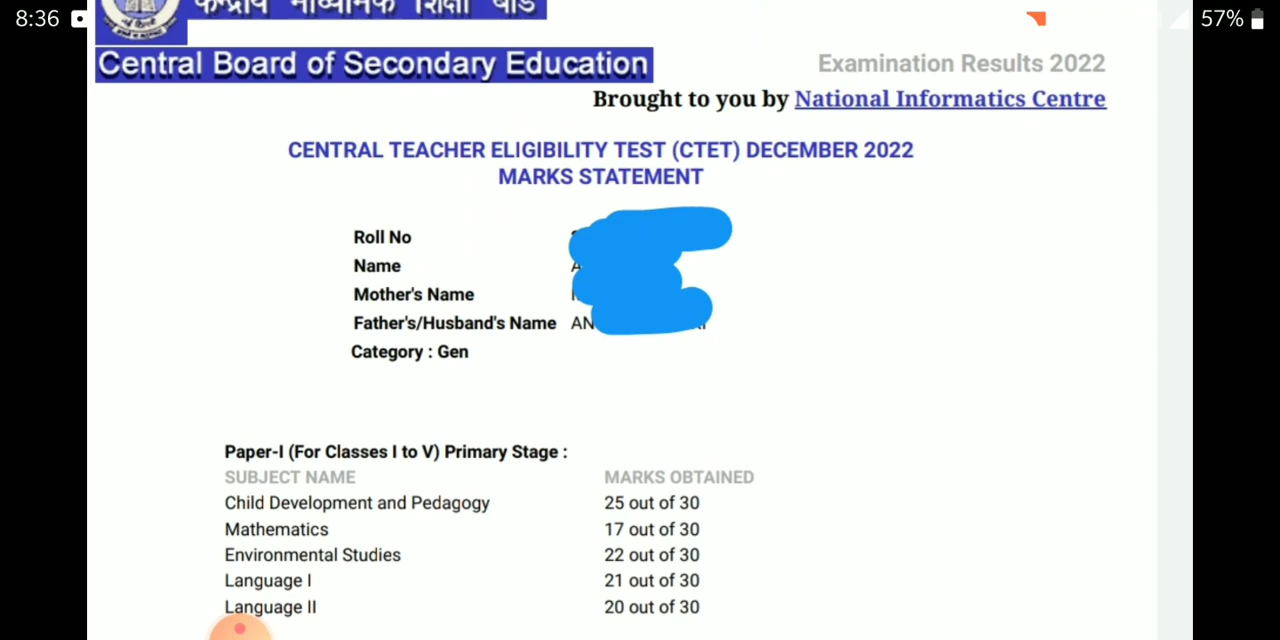 8:36
57%
केन्द्रीय माध्यमिक शिक्षा बोर्ड
Central Board of Secondary Education
Examination Results 2022
Brought to you by National Informatics Centre
CENTRAL TEACHER ELIGIBILITY TEST (CTET) DECEMBER 2022
MARKS STATEMENT
Roll No
Name A
Mother's Name
Father's/Husband's Name AN
Category : Gen
Paper-I (For Classes I to V) Primary Stage :
SUBJECT NAME MARKS OBTAINED
Child Development and Pedagogy 25 out of 30
Mathematics 17 out of 30
Environmental Studies 22 out of 30
Language I 21 out of 30
Language II 20 out of 30